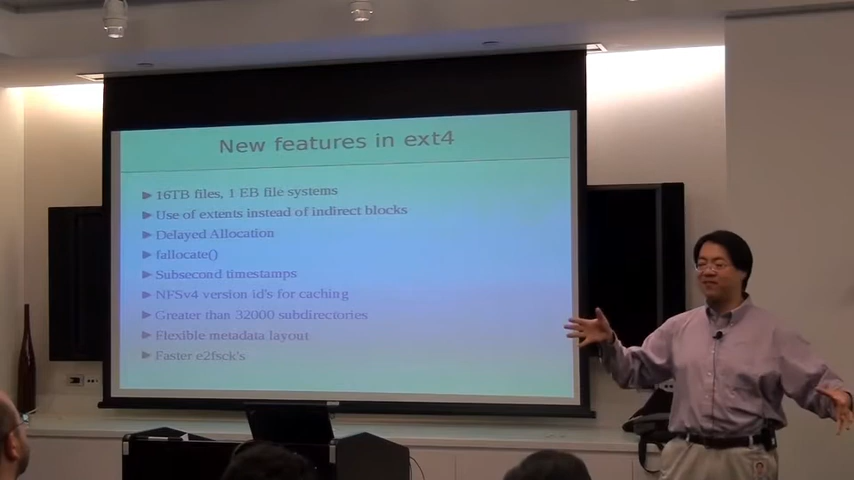 New features in ext4
16TB files, 1 EB file systems
Use of extents instead of indirect blocks
Delayed Allocation
fallocate()
Subsecond timestamps
NFSv4 version id's for caching
Greater than 32000 subdirectories
Flexible metadata layout
Faster e2fsck's